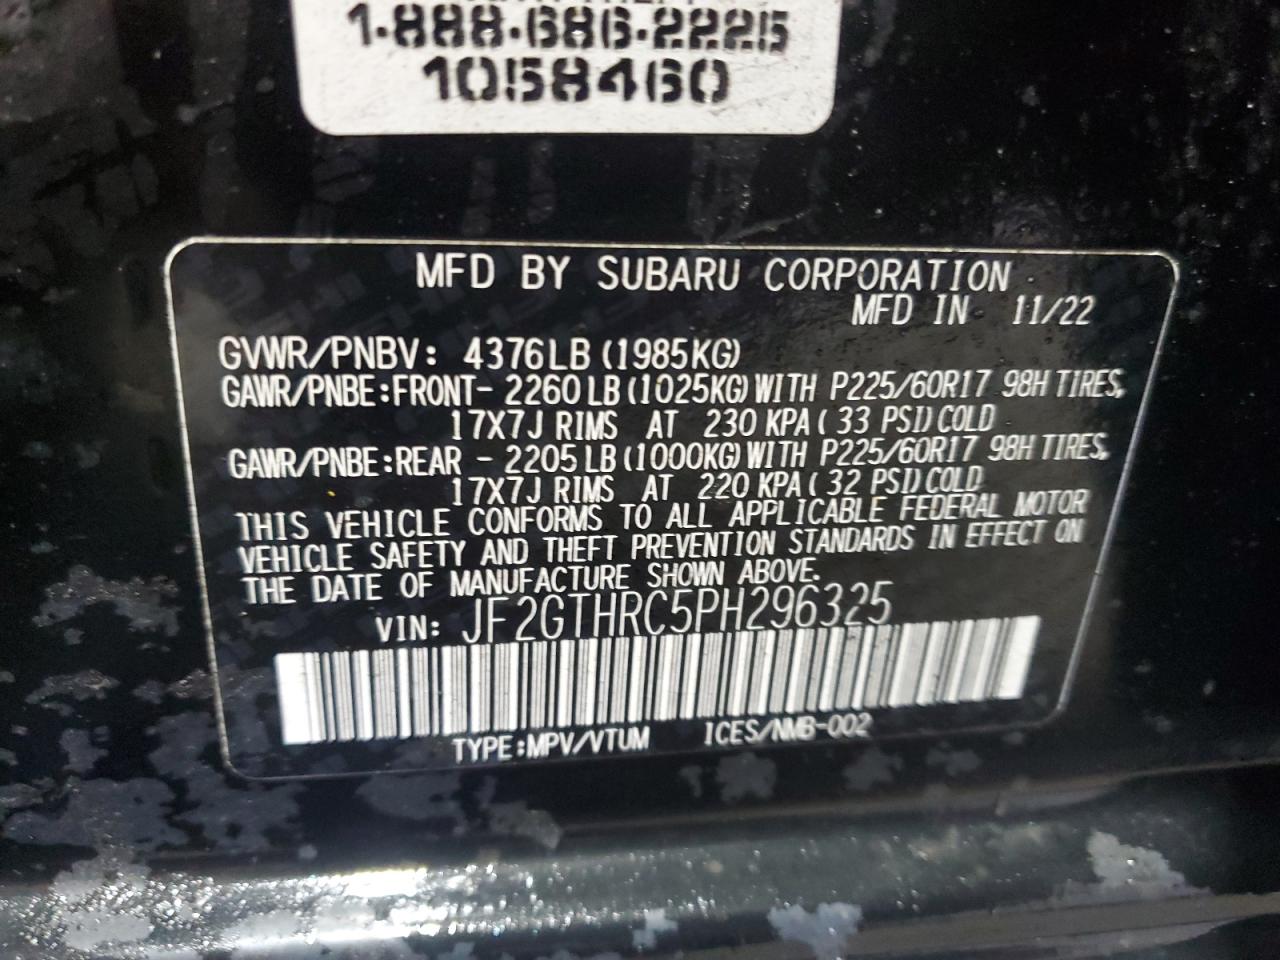 1-888-686-2225
1058460
MFD BY SUBARU CORPORATION
MFD IN 11/22
GVWR/PNBV: 4376LB (1985KG)
GAWR/PNBE:FRONT- 2260 LB (1025KG) WITH P225/60R17 98H TIRES,
17X7J RIMS AT 230 KPA ( 33 PSI) COLD
GAWR/PNBE:REAR - 2205 LB (1000KG) WITH P225/60R17 98H TIRES,
17X7J RIMS AT 220 KPA ( 32 PSI) COLD
THIS VEHICLE CONFORMS TO ALL APPLICABLE FEDERAL MOTOR
VEHICLE SAFETY AND THEFT PREVENTION STANDARDS IN EFFECT ON
THE DATE OF MANUFACTURE SHOWN ABOVE.
VIN: JF2GTHRC5PH296325
TYPE:MPV/VTUM ICES/NMB-002